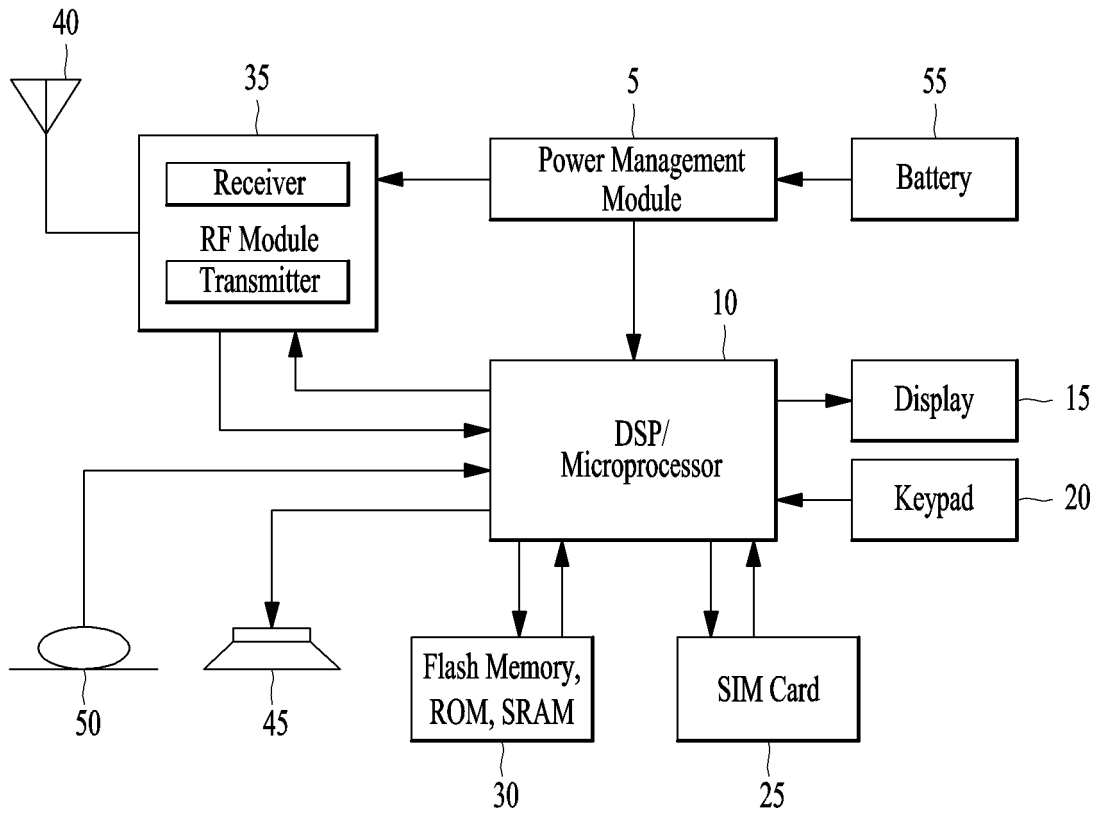 40
35
5
55
Receiver
RF Module
Transmitter
Power Management
Module
Battery
10
DSP/
Microprocessor
Display
15
Keypad
20
50
45
Flash Memory,
ROM, SRAM
30
SIM Card
25